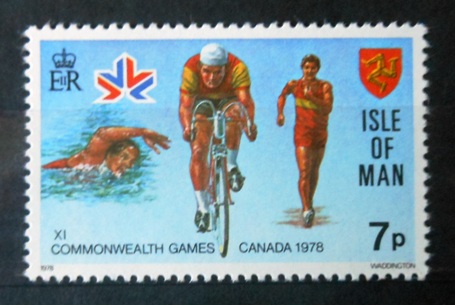 EIIR
ISLE
OF
MAN
XI
COMMONWEALTH GAMES CANADA 1978
7p
1978 WADDINGTON